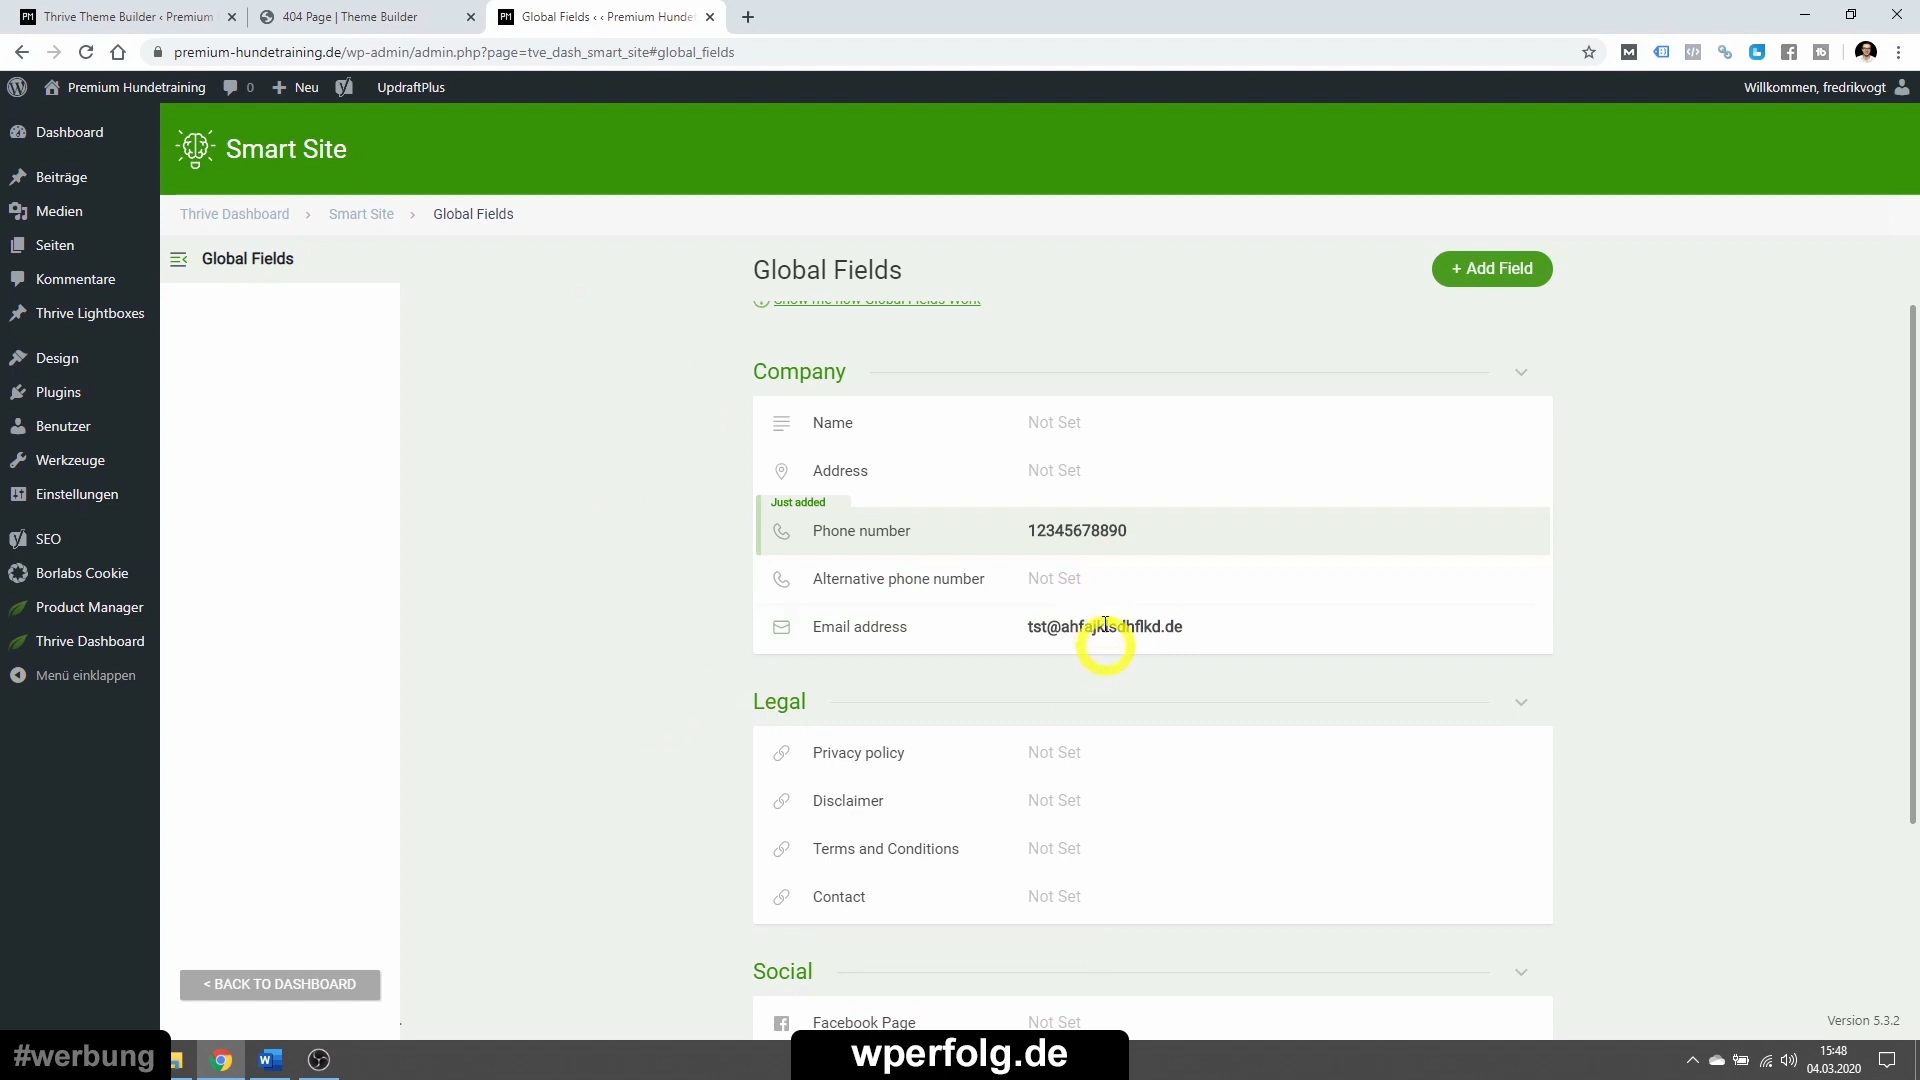 Thrive Theme Builder ‹ Premium
404 Page | Theme Builder
Global Fields ‹ ‹ Premium Hunde
premium-hundetraining.de/wp-admin/admin.php?page=tve_dash_smart_site#global_fields
Premium Hundetraining
0
Neu
UpdraftPlus
Willkommen, fredrikvogt
Dashboard
Beiträge
Medien
Seiten
Kommentare
Thrive Lightboxes
Design
Plugins
Benutzer
Werkzeuge
Einstellungen
SEO
Borlabs Cookie
Product Manager
Thrive Dashboard
Menü einklappen
Smart Site
Thrive Dashboard › Smart Site › Global Fields
Global Fields
Global Fields
+ Add Field
Show me how Global Fields Work
Company
Name Not Set
Address Not Set
Just added
Phone number 12345678890
Alternative phone number Not Set
Email address
Legal
Privacy policy Not Set
Disclaimer Not Set
Terms and Conditions Not Set
Contact Not Set
Social
Facebook Page Not Set
< BACK TO DASHBOARD
Version 5.3.2
#werbung
wperfolg.de
15:48
04.03.2020